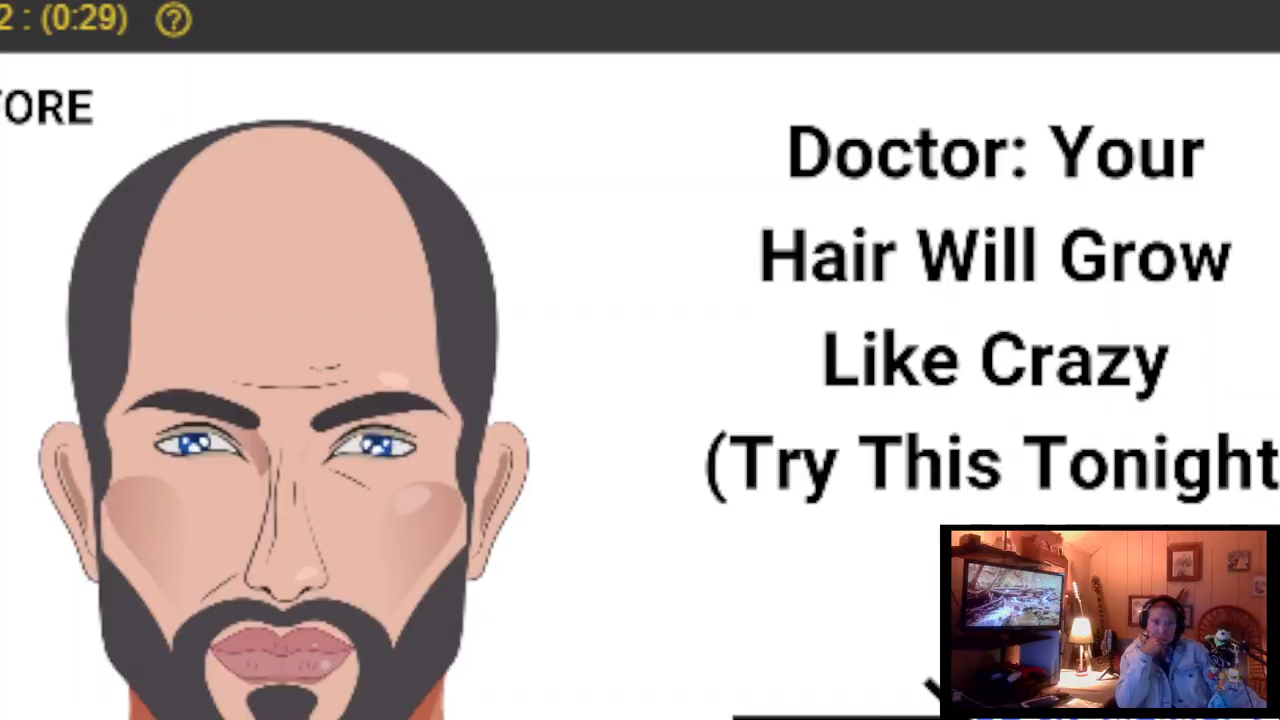 2 : (0:29) ?
ORE
Doctor: Your
Hair Will Grow
Like Crazy
(Try This Tonight